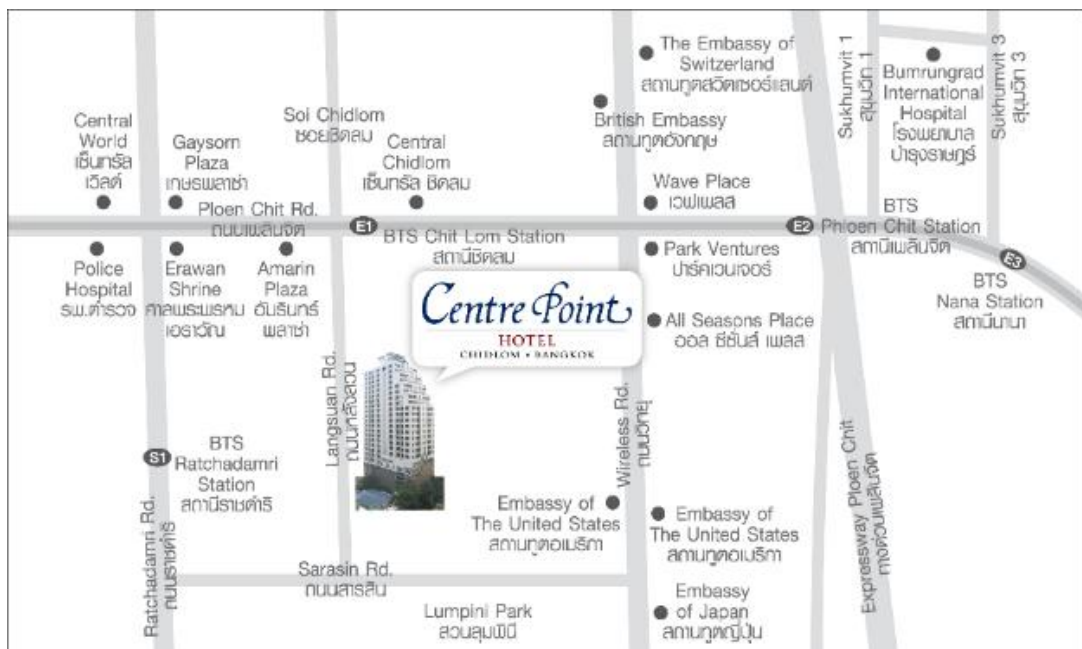 The Embassy of
Switzerland
สถานทูตสวิตเซอร์แลนด์
Sukhumvit 1
สุขุมวิท 1
Bumrungrad
International
Hospital
โรงพยาบาล
บำรุงราษฎร์
Sukhumvit 3
สุขุมวิท 3
Central
World
เซ็นทรัล
เวิลด์
Gaysorn
Plaza
เกษรพลาซ่า
Soi Chidlom
ซอยชิดลม
Central
Chidlom
เซ็นทรัล ชิดลม
British Embassy
สถานทูตอังกฤษ
Wave Place
เวฟเพลส
Ploen Chit Rd.
ถนนเพลินจิต
E1
BTS Chit Lom Station
สถานีชิดลม
E2
BTS
Phloen Chit Station
สถานีเพลินจิต
E3
BTS
Nana Station
สถานีนานา
Police
Hospital
รพ.ตำรวจ
Erawan
Shrine
ศาลพระพรหม
เอราวัณ
Amarin
Plaza
อัมรินทร์
พลาซ่า
Park Ventures
ปาร์คเวนเจอร์
Centre Point
HOTEL
CHIDLOM • BANGKOK
All Seasons Place
ออล ซีซั่นส์ เพลส
Langsuan Rd.
ถนนหลังสวน
Wireless Rd.
ถนนวิทยุ
S1
BTS
Ratchadamri
Station
สถานีราชดำริ
Ratchadamri Rd.
ถนนราชดำริ
Embassy of
The United States
สถานทูตอเมริกา
Embassy of
The United States
สถานทูตอเมริกา
Expressway Ploen Chit
ทางด่วนเพลินจิต
Sarasin Rd.
ถนนสารสิน
Lumpini Park
สวนลุมพินี
Embassy
of Japan
สถานทูตญี่ปุ่น